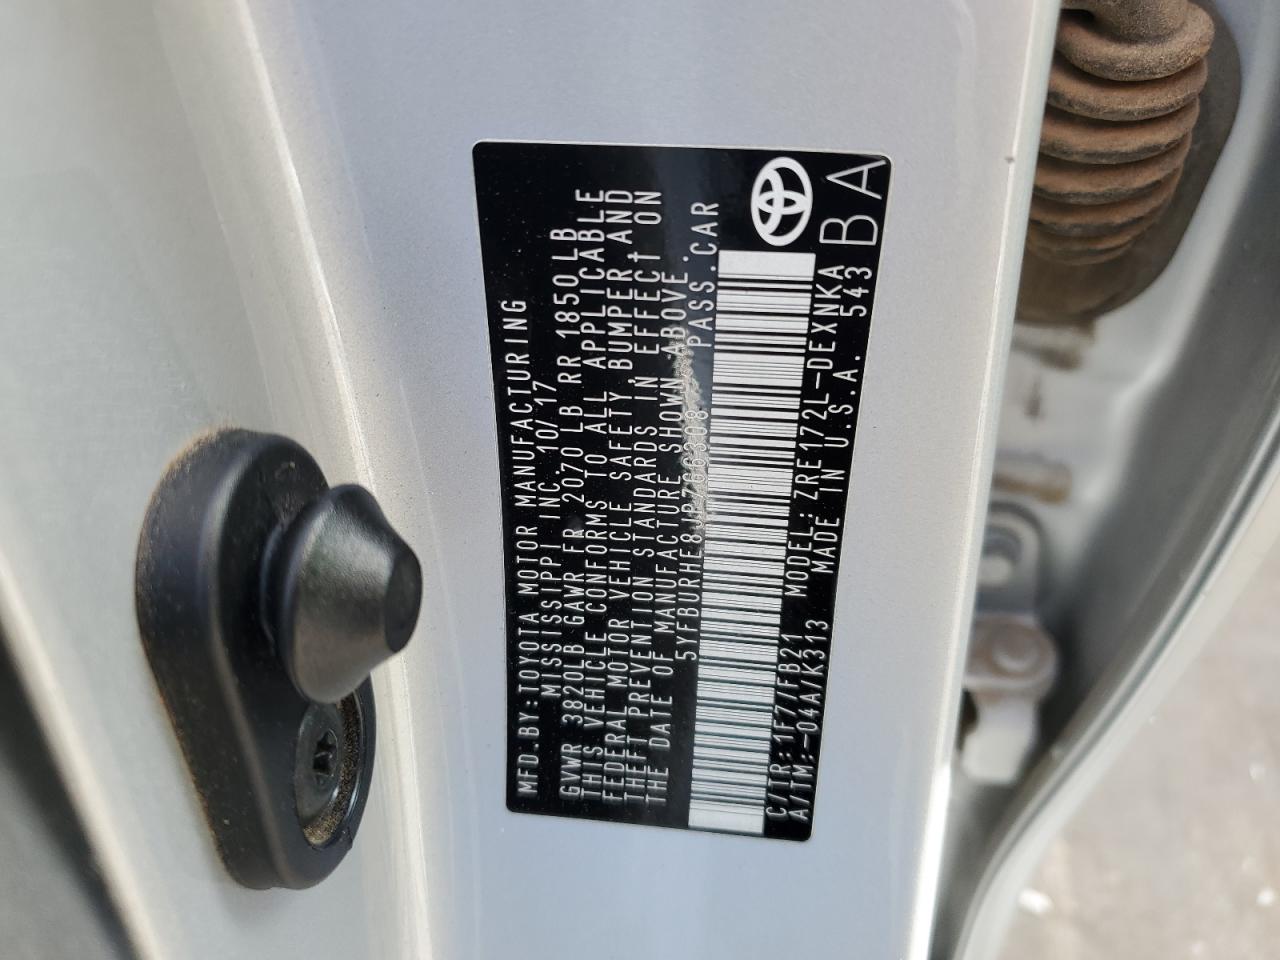 MFD.BY:TOYOTA MOTOR MANUFACTURING
MISSISSIPPI INC. 10/17
GVWR 3820LB GAWR FR 2070 LB RR 1850LB
THIS VEHICLE CONFORMS TO ALL APPLICABLE
FEDERAL MOTOR VEHICLE SAFETY, BUMPER, AND
THEFT PREVENTION STANDARDS IN EFFECT ON
THE DATE OF MANUFACTURE SHOWN ABOVE.
5YFBURHE8JP766308 PASS.CAR
C/TR:1F7/FB21 MODEL:ZRE172L-DEXNKA
A/TM:-04A/K313 MADE IN U.S.A. 543
BA